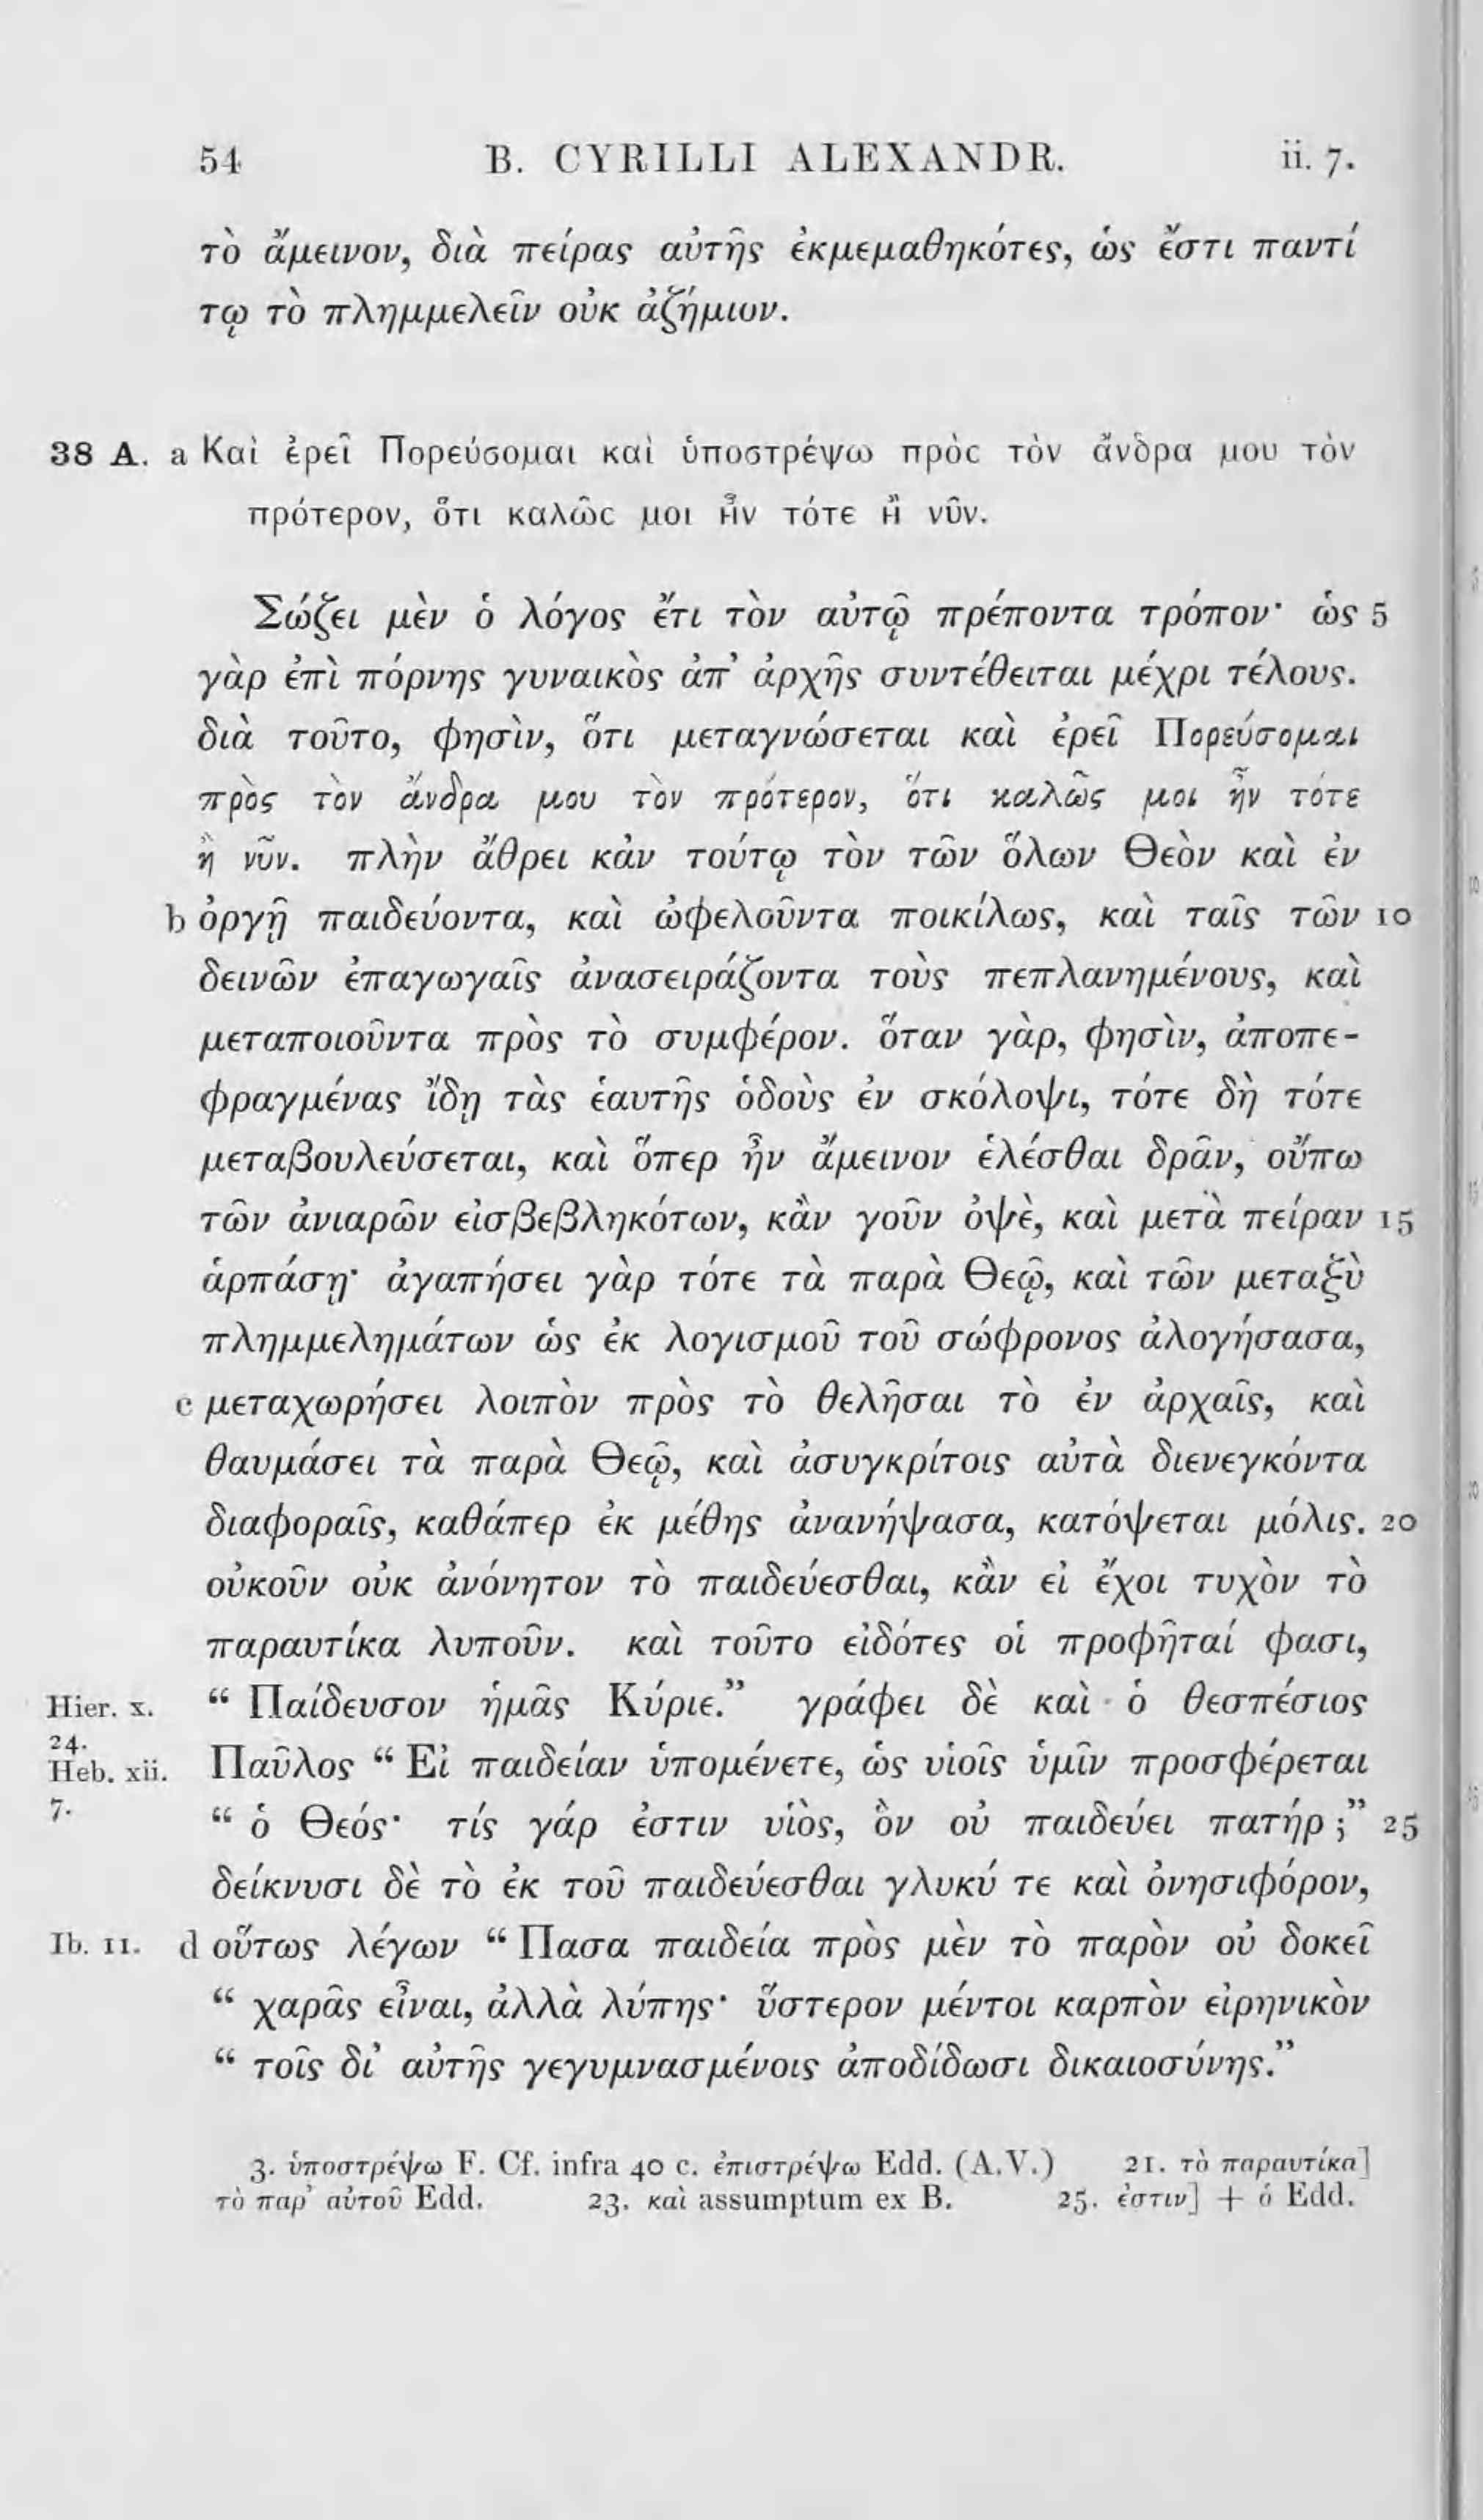 54 B. CYRILLI ALEXANDR. ii. 7.
τὸ ἄμεινον, διὰ πείρας αὐτῆς ἐκμεμαθηκότες, ὡς ἔστι παντί
τῳ τὸ πλημμελεῖν οὐκ ἀζήμιον.
38 A. a Καὶ ἐρεῖ Πορεύσομαι καὶ ὑποστρέψω πρὸς τὸν ἄνδρα μου τὸν
πρότερον, ὅτι καλῶς μοι ἦν τότε ἢ νῦν.
Σώζει μὲν ὁ λόγος ἔτι τὸν αὐτῷ πρέποντα τρόπον· ὡς 5
γὰρ ἐπὶ πόρνης γυναικὸς ἀπ’ ἀρχῆς συντέθειται μέχρι τέλους.
διὰ τοῦτο, φησὶν, ὅτι μεταγνώσεται καὶ ἐρεῖ Πορεύσομαι
πρὸς τὸν ἄνδρα μου τὸν πρότερον, ὅτι καλῶς μοι ἦν τότε
ἢ νῦν. πλὴν ἄθρει κἀν τούτῳ τὸν τῶν ὅλων Θεὸν καὶ ἐν
b ὀργῇ παιδεύοντα, καὶ ὠφελοῦντα ποικίλως, καὶ ταῖς τῶν 10
δεινῶν ἐπαγωγαῖς ἀνασειράζοντα τοὺς πεπλανημένους, καὶ
μεταποιοῦντα πρὸς τὸ συμφέρον. ὅταν γὰρ, φησὶν, ἀποπε-
φραγμένας ἴδῃ τὰς ἑαυτῆς ὁδοὺς ἐν σκόλοψι, τότε δὴ τότε
μεταβουλεύσεται, καὶ ὅπερ ἦν ἄμεινον ἑλέσθαι δρᾶν, οὔπω
τῶν ἀνιαρῶν εἰσβεβληκότων, κἂν γοῦν ὀψὲ, καὶ μετὰ πείραν 15
ἁρπάσῃ· ἀγαπήσει γὰρ τότε τὰ παρὰ Θεῷ, καὶ τῶν μεταξὺ
πλημμελημάτων ὡς ἐκ λογισμοῦ τοῦ σώφρονος ἀλογήσασα,
c μεταχωρήσει λοιπὸν πρὸς τὸ θελῆσαι τὸ ἐν ἀρχαῖς, καὶ
θαυμάσει τὰ παρὰ Θεῷ, καὶ ἀσυγκρίτοις αὐτὰ διενεγκόντα
διαφοραῖς, καθάπερ ἐκ μέθης ἀνανήψασα, κατόψεται μόλις. 20
οὐκοῦν οὐκ ἀνόνητον τὸ παιδεύεσθαι, κἂν εἰ ἔχοι τυχὸν τὸ
παραυτίκα λυποῦν. καὶ τοῦτο εἰδότες οἱ προφῆταί φασι,
Hier. x. “ Παίδευσον ἡμᾶς Κύριε.” γράφει δὲ καὶ ὁ θεσπέσιος
24.
Heb. xii. Παῦλος “ Εἰ παιδείαν ὑπομένετε, ὡς υἱοῖς ὑμῖν προσφέρεται
7. “ ὁ Θεός· τίς γάρ ἐστιν υἱὸς, ὃν οὐ παιδεύει πατήρ ;” 25
δείκνυσι δὲ τὸ ἐκ τοῦ παιδεύεσθαι γλυκύ τε καὶ ὀνησιφόρον,
Ib. 11. d οὕτως λέγων “ Πασα παιδεία πρὸς μὲν τὸ παρὸν οὐ δοκεῖ
“ χαρᾶς εἶναι, ἀλλὰ λύπης· ὕστερον μέντοι καρπὸν εἰρηνικὸν
“ τοῖς δι’ αὐτῆς γεγυμνασμένοις ἀποδίδωσι δικαιοσύνης.”
3. ὑποστρέψω F. Cf. infra 40 c. ἐπιστρέψω Edd. (A.V.) 21. τὸ παραυτίκα]
τὸ παρ’ αὐτοῦ Edd. 23. καὶ assumptum ex B. 25. ἐστιν] + ὁ Edd.